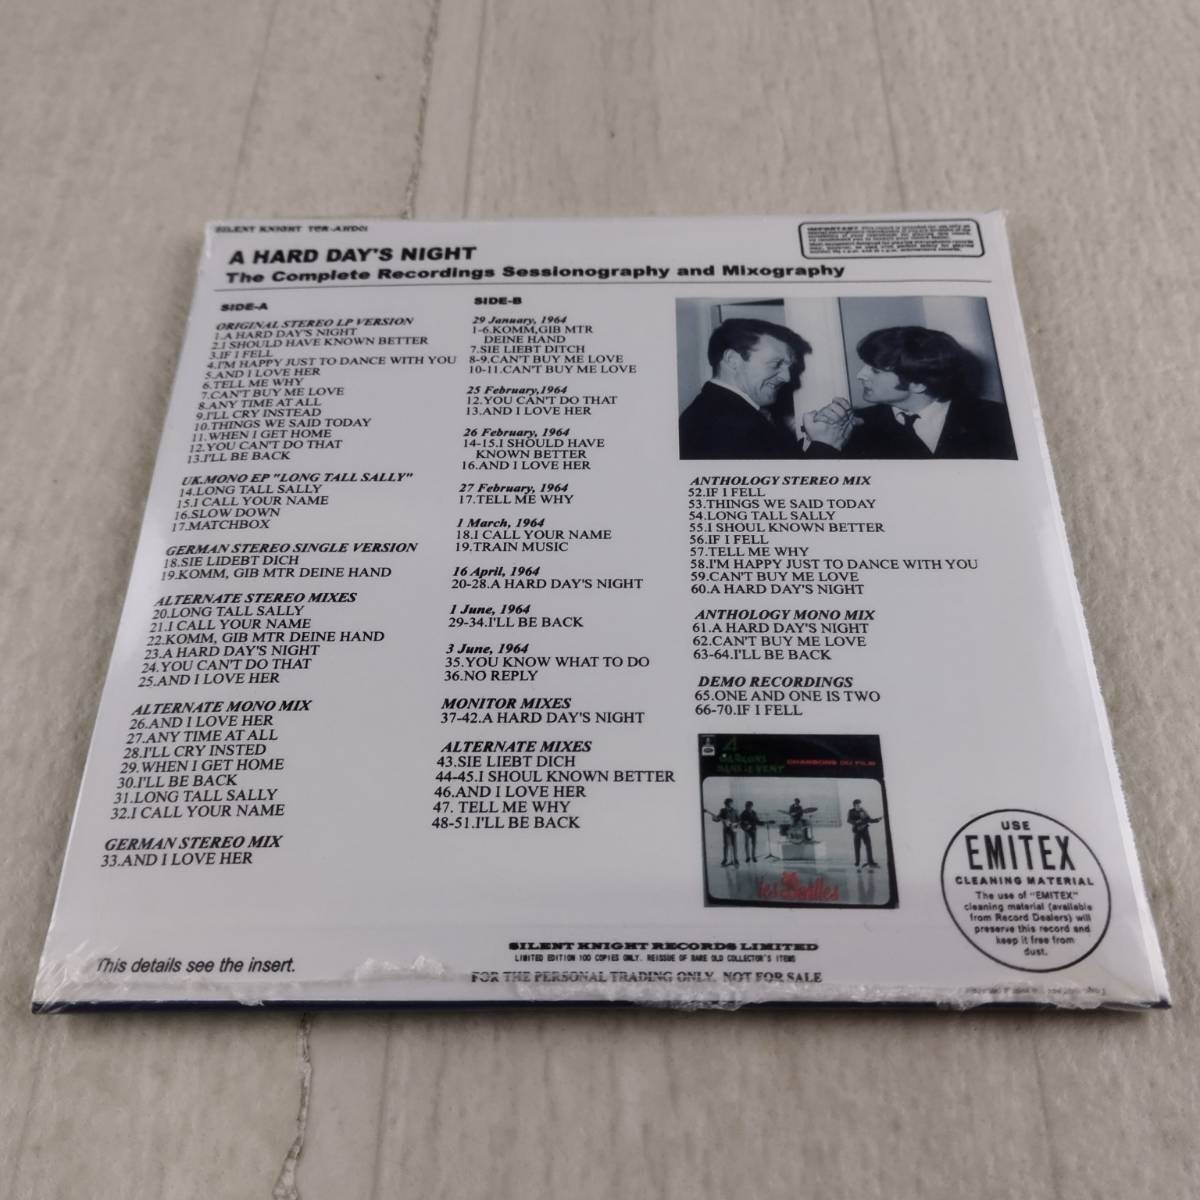 SILENT KNIGHT TCR-AHD01
A HARD DAY'S NIGHT
The Complete Recordings Sessionography and Mixography
IMPORTANT
SIDE-A
ORIGINAL STEREO LP VERSION
1.A HARD DAY'S NIGHT
2.I SHOULD HAVE KNOWN BETTER
3.IF I FELL
4.I'M HAPPY JUST TO DANCE WITH YOU
5.AND I LOVE HER
6.TELL ME WHY
7.CAN'T BUY ME LOVE
8.ANY TIME AT ALL
9.I'LL CRY INSTEAD
10.THINGS WE SAID TODAY
11.WHEN I GET HOME
12.YOU CAN'T DO THAT
13.I'LL BE BACK
UK.MONO EP "LONG TALL SALLY"
14.LONG TALL SALLY
15.I CALL YOUR NAME
16.SLOW DOWN
17.MATCHBOX
GERMAN STEREO SINGLE VERSION
18.SIE LIDEBT DICH
19.KOMM, GIB MTR DEINE HAND
ALTERNATE STEREO MIXES
20.LONG TALL SALLY
21.I CALL YOUR NAME
22.KOMM, GIB MTR DEINE HAND
23.A HARD DAY'S NIGHT
24.YOU CAN'T DO THAT
25.AND I LOVE HER
ALTERNATE MONO MIX
26.AND I LOVE HER
27.ANY TIME AT ALL
28.I'LL CRY INSTED
29.WHEN I GET HOME
30.I'LL BE BACK
31.LONG TALL SALLY
32.I CALL YOUR NAME
GERMAN STEREO MIX
33.AND I LOVE HER
SIDE-B
29 January, 1964
1-6.KOMM,GIB MTR
DEINE HAND
7.SIE LIEBT DITCH
8-9.CAN'T BUY ME LOVE
10-11.CAN'T BUY ME LOVE
25 February,1964
12.YOU CAN'T DO THAT
13.AND I LOVE HER
26 February, 1964
14-15.I SHOULD HAVE
KNOWN BETTER
16.AND I LOVE HER
27 February, 1964
17.TELL ME WHY
1 March, 1964
18.I CALL YOUR NAME
19.TRAIN MUSIC
16 April, 1964
20-28.A HARD DAY'S NIGHT
1 June, 1964
29-34.I'LL BE BACK
3 June, 1964
35.YOU KNOW WHAT TO DO
36.NO REPLY
MONITOR MIXES
37-42.A HARD DAY'S NIGHT
ALTERNATE MIXES
43.SIE LIEBT DICH
44-45.I SHOUL KNOWN BETTER
46.AND I LOVE HER
47. TELL ME WHY
48-51.I'LL BE BACK
ANTHOLOGY STEREO MIX
52.IF I FELL
53.THINGS WE SAID TODAY
54.LONG TALL SALLY
55.I SHOUL KNOWN BETTER
56.IF I FELL
57.TELL ME WHY
58.I'M HAPPY JUST TO DANCE WITH YOU
59.CAN'T BUY ME LOVE
60.A HARD DAY'S NIGHT
ANTHOLOGY MONO MIX
61.A HARD DAY'S NIGHT
62.CAN'T BUY ME LOVE
63-64.I'LL BE BACK
DEMO RECORDINGS
65.ONE AND ONE IS TWO
66-70.IF I FELL
4
GARÇONS
DANS LE VENT
CHANSONS DU FILM
Les Beatles
USE
EMITEX
CLEANING MATERIAL
The use of "EMITEX"
cleaning material (available
from Record Dealers) will
preserve this record and
keep it free from
dust.
This details see the insert.
SILENT KNIGHT RECORDS LIMITED
LIMITED EDITION 100 COPIES ONLY. REISSUE OF RARE OLD COLLECTOR'S ITEMS
FOR THE PERSONAL TRADING ONLY. NOT FOR SALE